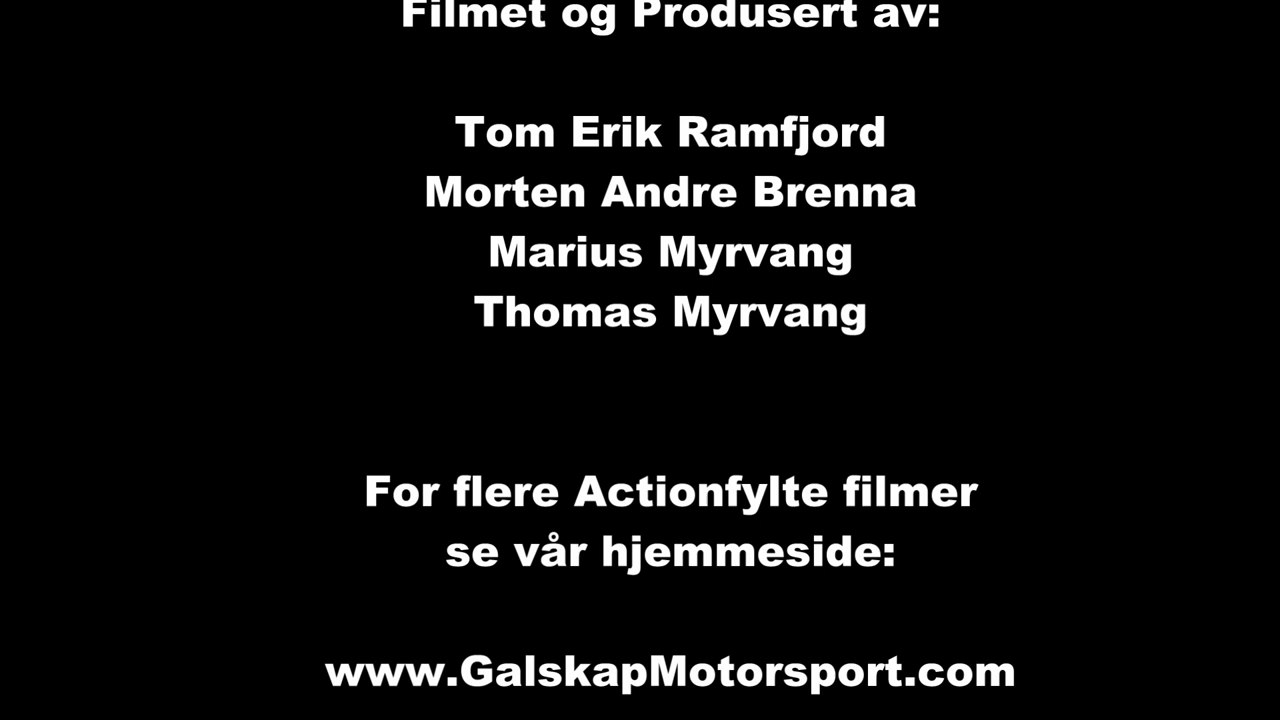 Filmet og Produsert av:
Tom Erik Ramfjord
Morten Andre Brenna
Marius Myrvang
Thomas Myrvang
For flere Actionfylte filmer
se vår hjemmeside:
www.GalskapMotorsport.com